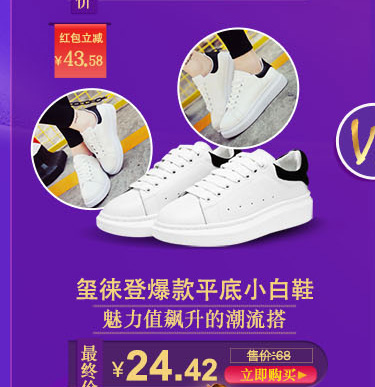 价
红包立减
¥43.58
玺徕登爆款平底小白鞋
魅力值飙升的潮流搭
最终价
¥24.42
售价:68
立即购买▶